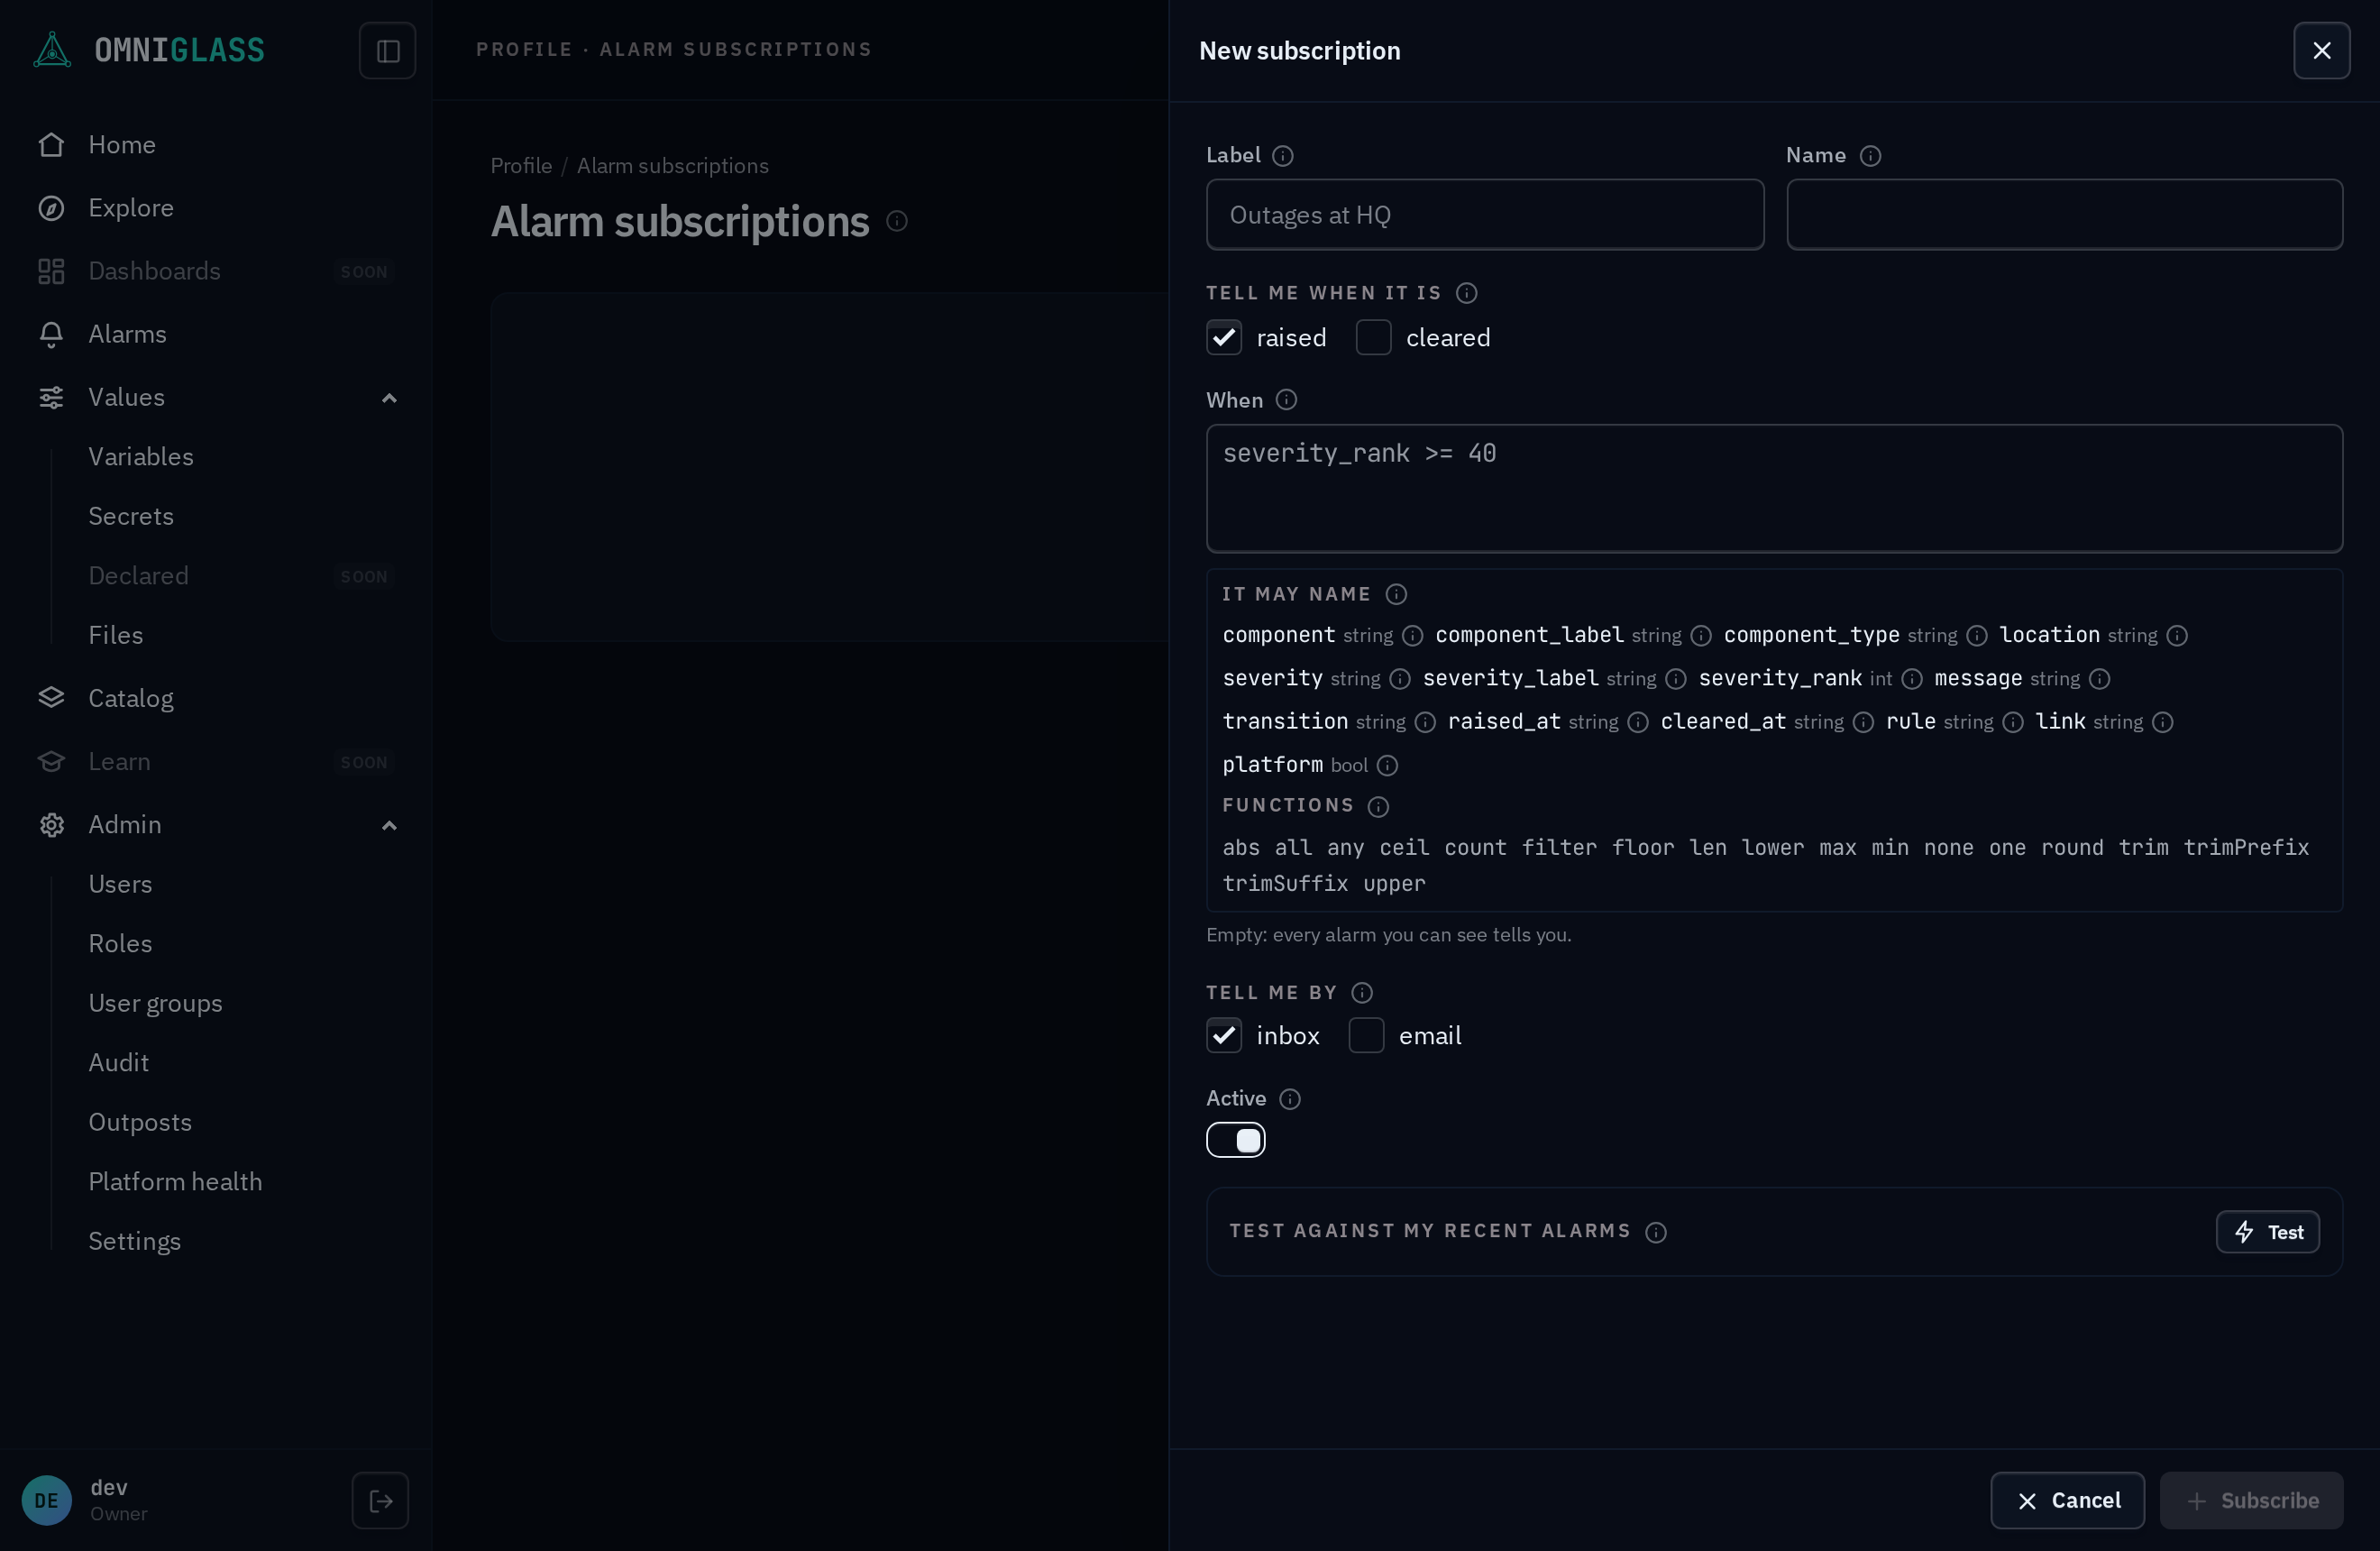 OMNIGLASS
Home
Explore
Dashboards SOON
Alarms
Values
Variables
Secrets
Declared SOON
Files
Catalog
Learn SOON
Admin
Users
Roles
User groups
Audit
Outposts
Platform health
Settings
DE dev
Owner
PROFILE · ALARM SUBSCRIPTIONS
Profile / Alarm subscriptions
Alarm subscriptions
New subscription
Label Name
Outages at HQ
TELL ME WHEN IT IS
raised cleared
When
severity_rank >= 40
IT MAY NAME
component string component_label string component_type string location string
severity string severity_label string severity_rank int message string
transition string raised_at string cleared_at string rule string link string
platform bool
FUNCTIONS
abs all any ceil count filter floor len lower max min none one round trim trimPrefix
trimSuffix upper
Empty: every alarm you can see tells you.
TELL ME BY
inbox email
Active
TEST AGAINST MY RECENT ALARMS Test
Cancel Subscribe